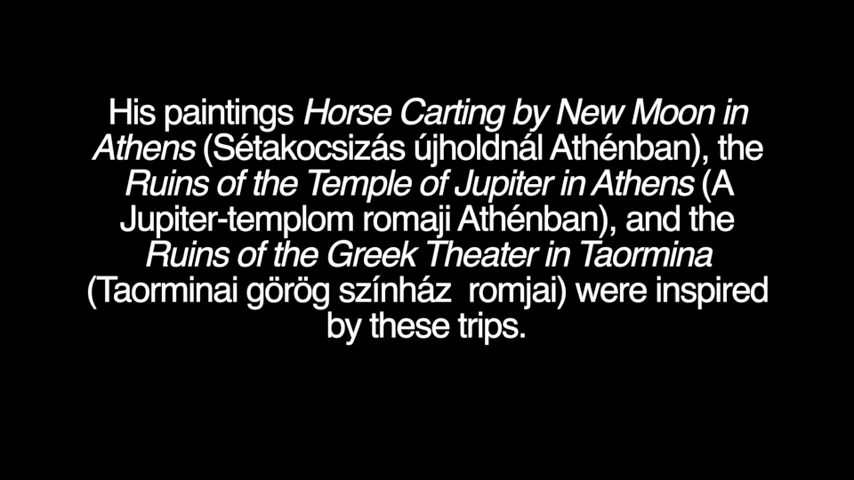 His paintings Horse Carting by New Moon in
Athens (Sétakocsizás újholdnál Athénban), the
Ruins of the Temple of Jupiter in Athens (A
Jupiter-templom romaji Athénban), and the
Ruins of the Greek Theater in Taormina
(Taorminai görög színház  romjai) were inspired
by these trips.